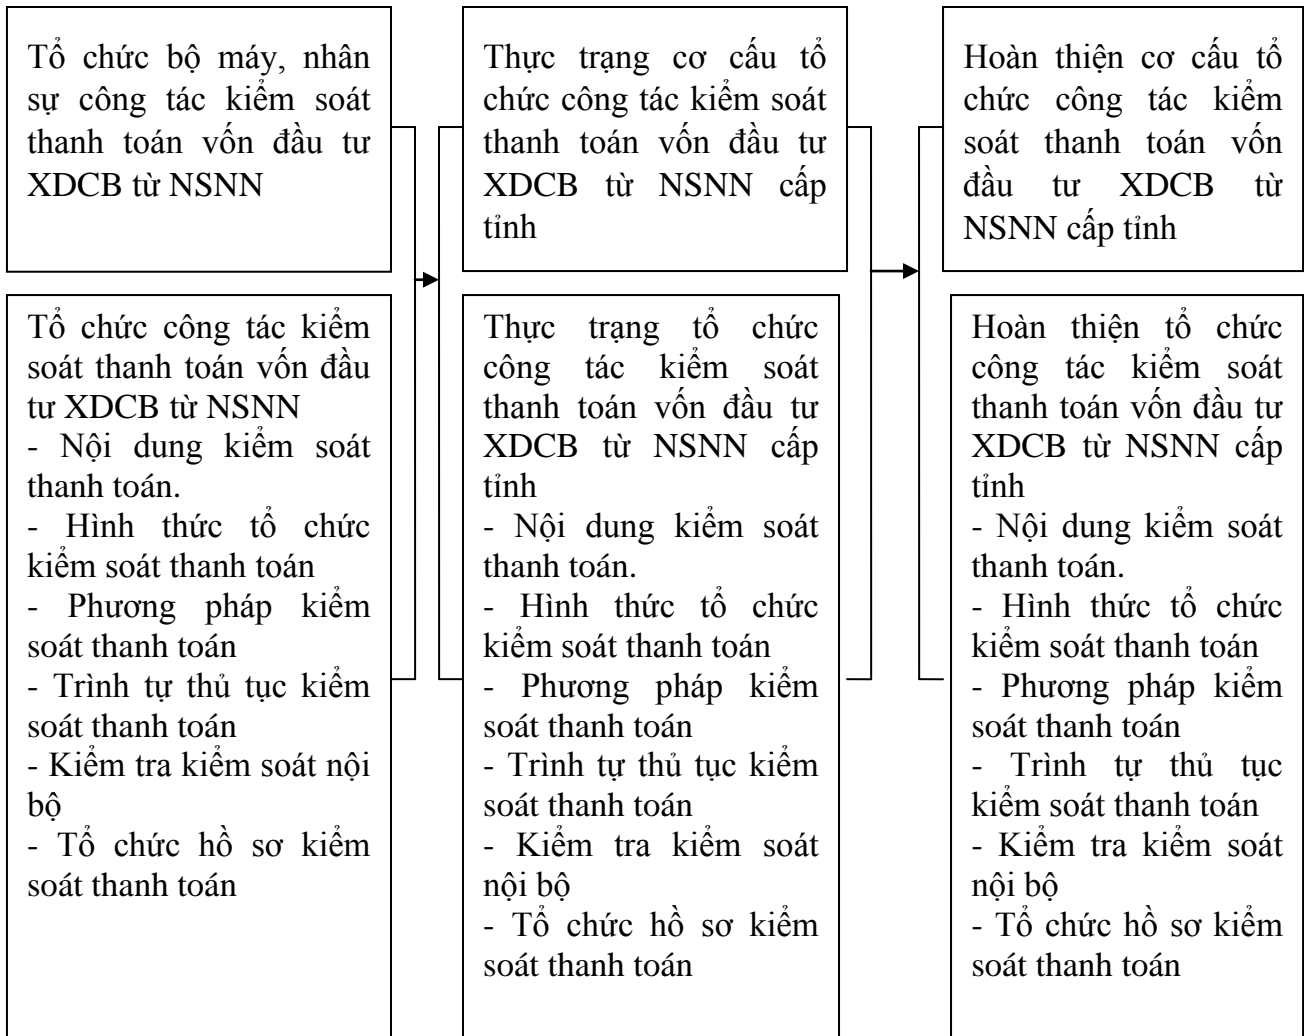 Tổ chức bộ máy, nhân
sự công tác kiểm soát
thanh toán vốn đầu tư
XDCB từ NSNN
Tổ chức công tác kiểm
soát thanh toán vốn đầu
tư XDCB từ NSNN
- Nội dung kiểm soát
thanh toán.
- Hình thức tổ chức
kiểm soát thanh toán
- Phương pháp kiểm
soát thanh toán
- Trình tự thủ tục kiểm
soát thanh toán
- Kiểm tra kiểm soát nội
bộ
- Tổ chức hồ sơ kiểm
soát thanh toán
Thực trạng cơ cấu tổ
chức công tác kiểm soát
thanh toán vốn đầu tư
XDCB từ NSNN cấp
tỉnh
Thực trạng tổ chức
công tác kiểm soát
thanh toán vốn đầu tư
XDCB từ NSNN cấp
tỉnh
- Nội dung kiểm soát
thanh toán.
- Hình thức tổ chức
kiểm soát thanh toán
- Phương pháp kiểm
soát thanh toán
- Trình tự thủ tục kiểm
soát thanh toán
- Kiểm tra kiểm soát
nội bộ
- Tổ chức hồ sơ kiểm
soát thanh toán
Hoàn thiện cơ cấu tổ
chức công tác kiểm
soát thanh toán vốn
đầu tư XDCB từ
NSNN cấp tỉnh
Hoàn thiện tổ chức
công tác kiểm soát
thanh toán vốn đầu tư
XDCB từ NSNN cấp
tỉnh
- Nội dung kiểm soát
thanh toán.
- Hình thức tổ chức
kiểm soát thanh toán
- Phương pháp kiểm
soát thanh toán
- Trình tự thủ tục
kiểm soát thanh toán
- Kiểm tra kiểm soát
nội bộ
- Tổ chức hồ sơ kiểm
soát thanh toán